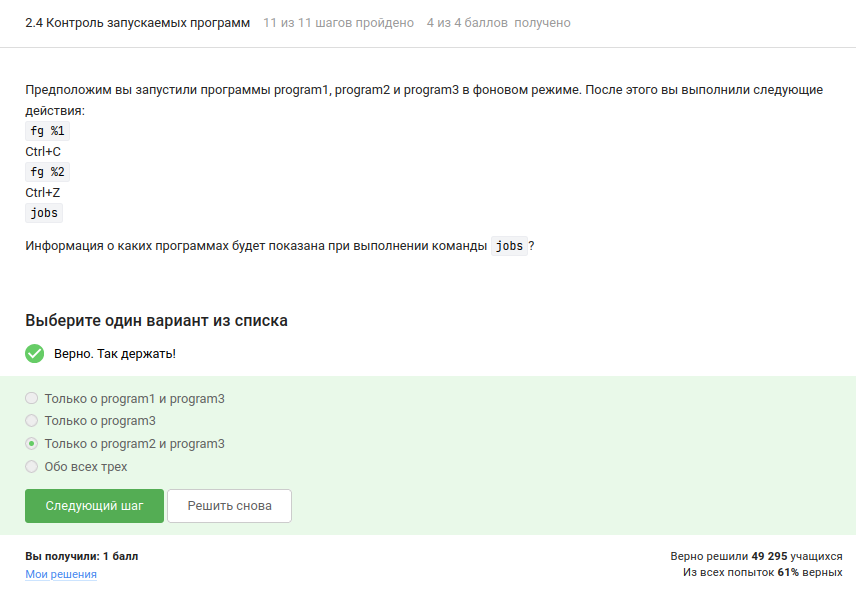 2.4 Контроль запускаемых программ 11 из 11 шагов пройдено 4 из 4 баллов получено
Предположим вы запустили программы program1, program2 и program3 в фоновом режиме. После этого вы выполнили следующие
действия:
fg %1
Ctrl+C
fg %2
Ctrl+Z
jobs
Информация о каких программах будет показана при выполнении команды jobs ?
Выберите один вариант из списка
Верно. Так держать!
Только о program1 и program3
Только о program3
Только о program2 и program3
Обо всех трех
Следующий шаг Решить снова
Вы получили: 1 балл Верно решили 49 295 учащихся
Мои решения Из всех попыток 61% верных